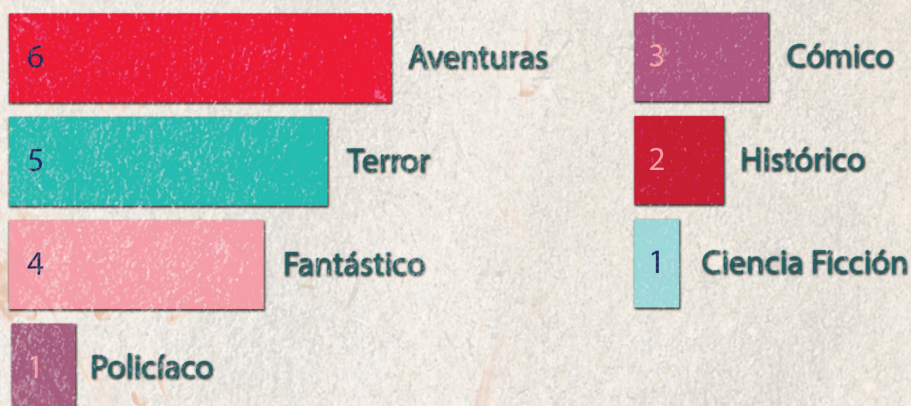 6 Aventuras
5 Terror
4 Fantástico
1 Policíaco
3 Cómico
2 Histórico
1 Ciencia Ficción